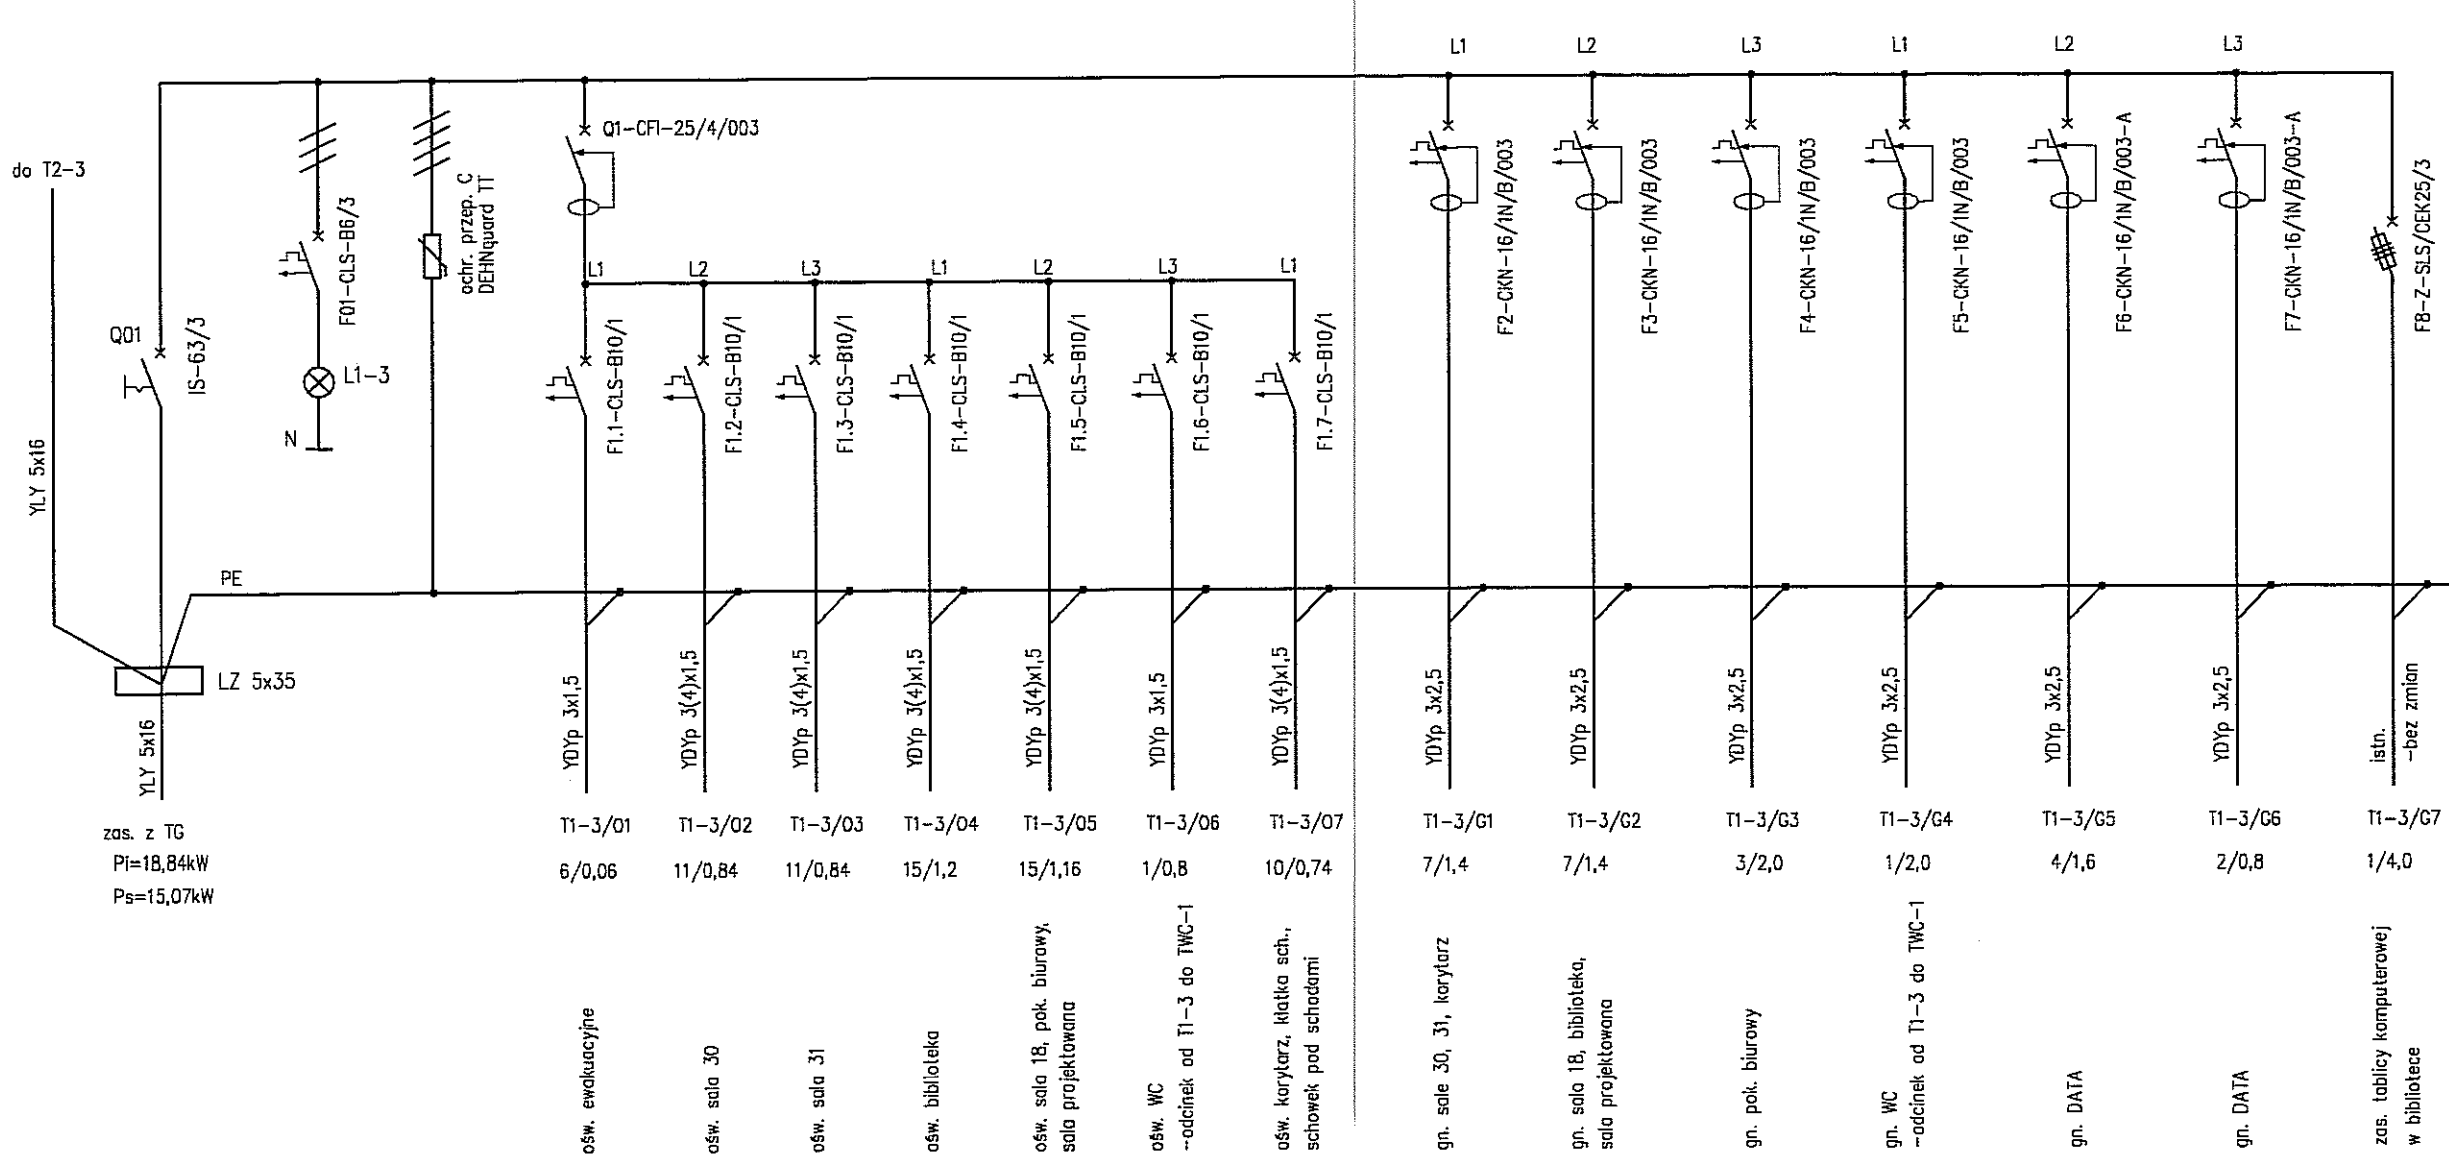 L1
L2
L3
L1
L2
L3
do T2-3
YLY 5x16
Q01
IS-63/3
F01-CLS-B6/3
L1-3
N
ochr. przep. C
DEHNquard TT
Q1-CFI-25/4/003
L1
L2
L3
L1
L2
L3
L1
F1.1-CLS-B10/1
F1.2-CLS-B10/1
F1.3-CLS-B10/1
F1.4-CLS-B10/1
F1.5-CLS-B10/1
F1.6-CLS-B10/1
F1.7-CLS-B10/1
F2-CKN-16/1N/B/003
F3-CKN-16/1N/B/003
F4-CKN-16/1N/B/003
F5-CKN-16/1N/B/003
F6-CKN-16/1N/B/003-A
F7-CKN-16/1N/B/003-A
F8-Z-SLS/CEK25/3
PE
LZ 5x35
YLY 5x16
YDYp 3x1,5
YDYp 3(4)x1,5
YDYp 3(4)x1,5
YDYp 3(4)x1,5
YDYp 3(4)x1,5
YDYp 3x1,5
YDYp 3(4)x1,5
YDYp 3x2,5
YDYp 3x2,5
YDYp 3x2,5
YDYp 3x2,5
YDYp 3x2,5
YDYp 3x2,5
istn.
-bez zmian
zas. z TG
Pi=18,84kW
Ps=15,07kW
T1-3/01
T1-3/02
T1-3/03
T1-3/04
T1-3/05
T1-3/06
T1-3/07
T1-3/G1
T1-3/G2
T1-3/G3
T1-3/G4
T1-3/G5
T1-3/G6
T1-3/G7
6/0,06
11/0,84
11/0,84
15/1,2
15/1,16
1/0,8
10/0,74
7/1,4
7/1,4
3/2,0
1/2,0
4/1,6
2/0,8
1/4,0
ośw. ewakuacyjne
ośw. sala 30
ośw. sala 31
ośw. biblioteka
ośw. sala 18, pok. biurowy,
sala projektowana
ośw. WC
--odcinek od T1-3 do TWC-1
ośw. korytarz, klatka sch.,
schowek pod schodami
gn. sale 30, 31, korytarz
gn. sala 18, biblioteka,
sala projektowana
gn. pok. biurowy
gn. WC
-odcinek od T1-3 do TWC-1
gn. DATA
gn. DATA
zas. tablicy komputerowej
w bibliotece